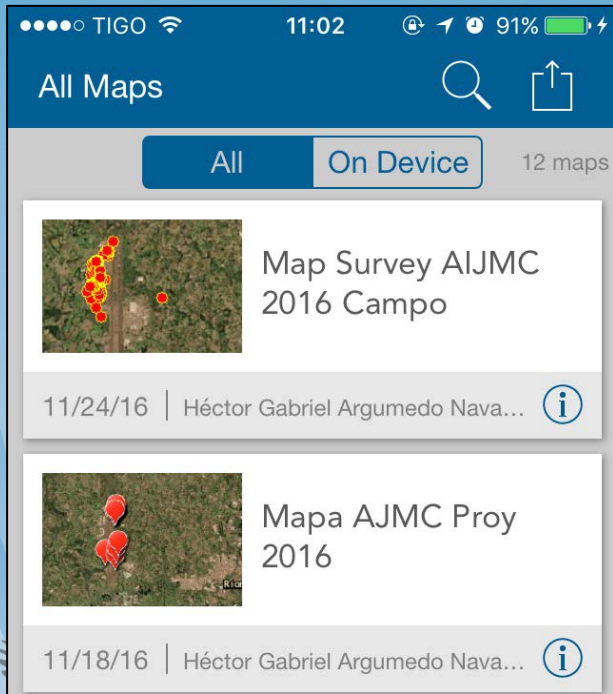 TIGO 11:02 91%
All Maps
All On Device 12 maps
Map Survey AIJMC
2016 Campo
11/24/16 | Héctor Gabriel Argumedo Nava...
Mapa AJMC Proy
2016
11/18/16 | Héctor Gabriel Argumedo Nava...